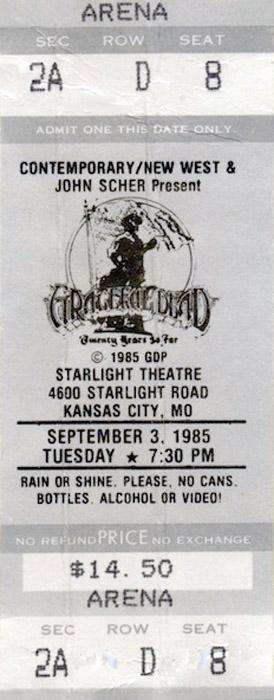 ARENA
SEC ROW SEAT
2A D 8
ADMIT ONE THIS DATE ONLY.
CONTEMPORARY/NEW WEST &
JOHN SCHER Present
GRATEFUL DEAD
Twenty Years So Far
© 1985 GDP
STARLIGHT THEATRE
4600 STARLIGHT ROAD
KANSAS CITY, MO
SEPTEMBER 3, 1985
TUESDAY ★ 7:30 PM
RAIN OR SHINE. PLEASE, NO CANS,
BOTTLES, ALCOHOL OR VIDEO!
NO REFUND PRICE NO EXCHANGE
$14.50
ARENA
SEC ROW SEAT
2A D 8